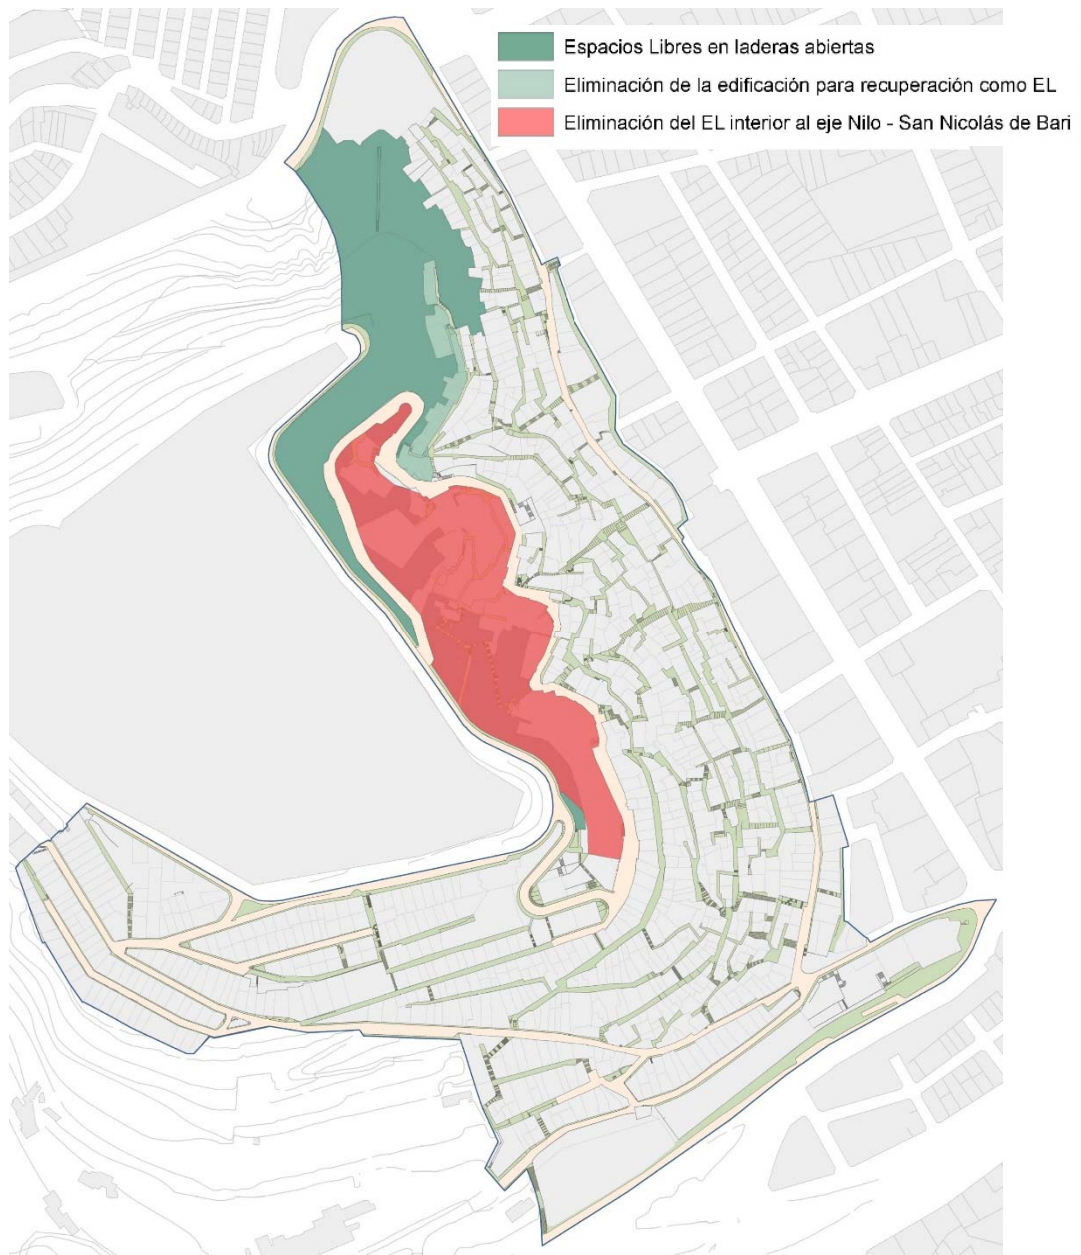 Espacios Libres en laderas abiertas
Eliminación de la edificación para recuperación como EL
Eliminación del EL interior al eje Nilo - San Nicolás de Bari